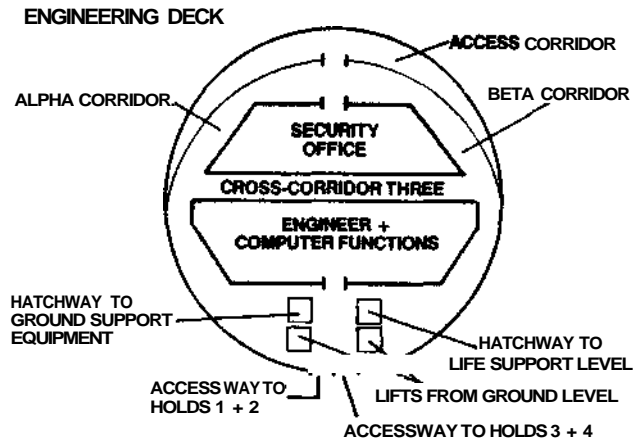 ENGINEERING DECK
ACCESS CORRIDOR
ALPHA CORRIDOR
BETA CORRIDOR
SECURITY
OFFICE
CROSS-CORRIDOR THREE
ENGINEER +
COMPUTER FUNCTIONS
HATCHWAY TO
GROUND SUPPORT
EQUIPMENT
HATCHWAY TO
LIFE SUPPORT LEVEL
ACCESS WAY TO
HOLDS 1 + 2
LIFTS FROM GROUND LEVEL
ACCESSWAY TO HOLDS 3 + 4